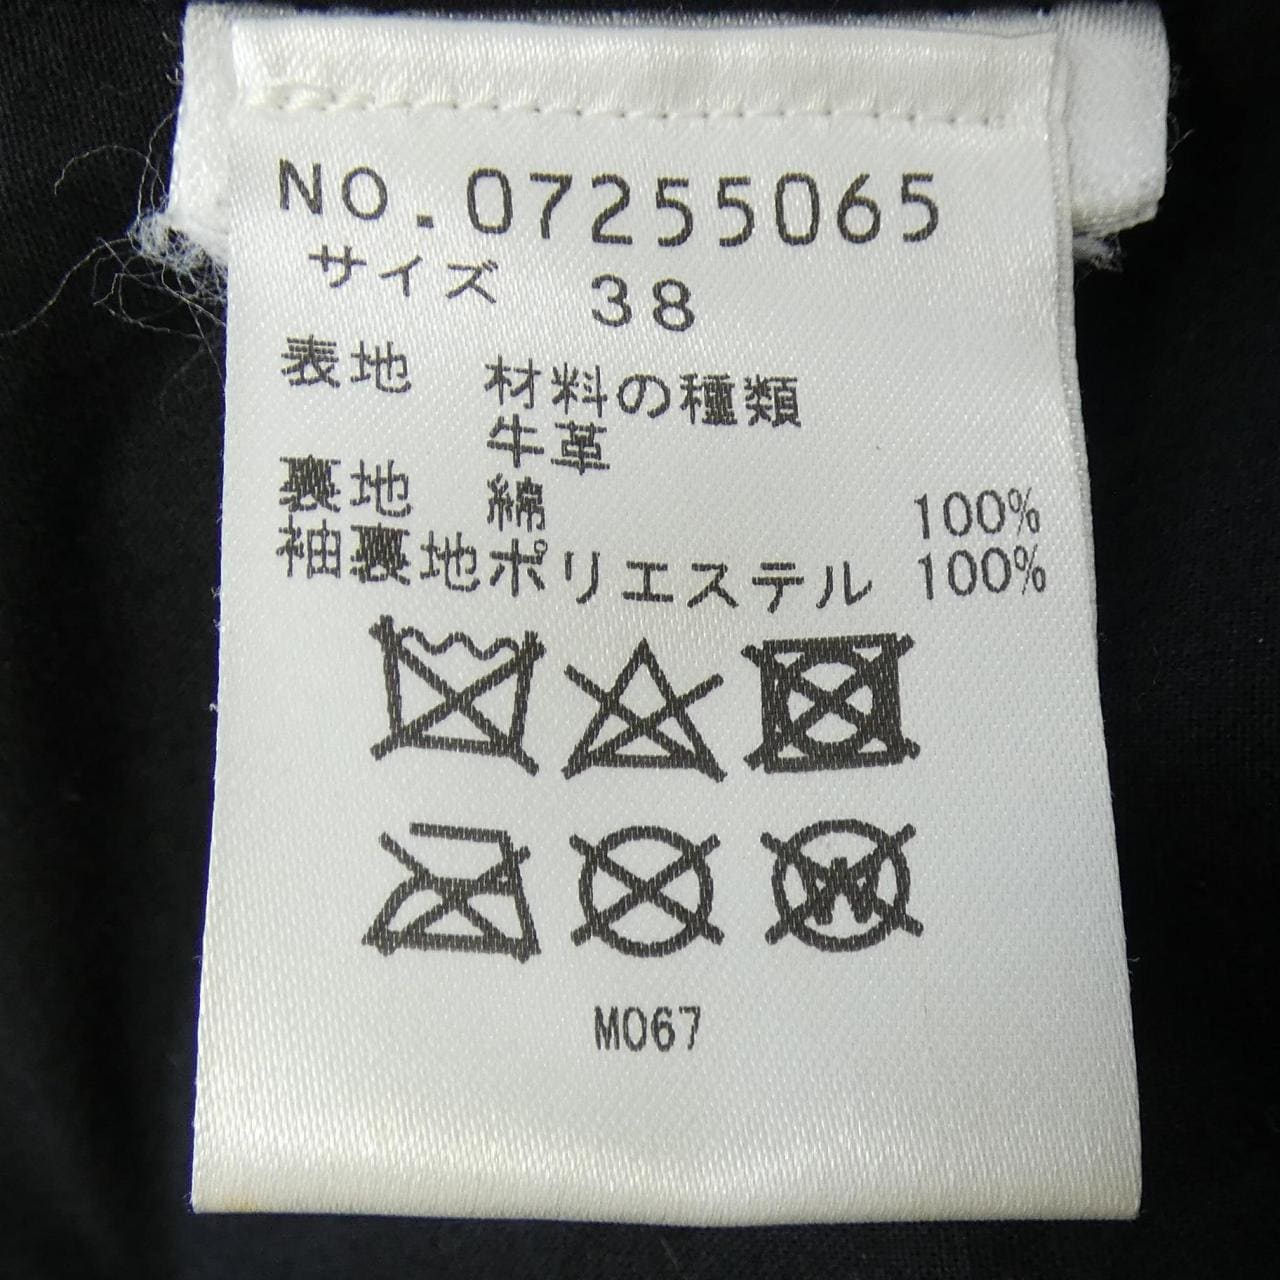 NO.07255065
サイズ 38
表地 材料の種類
牛革
裏地 綿 100%
袖裏地ポリエステル 100%
W
M067